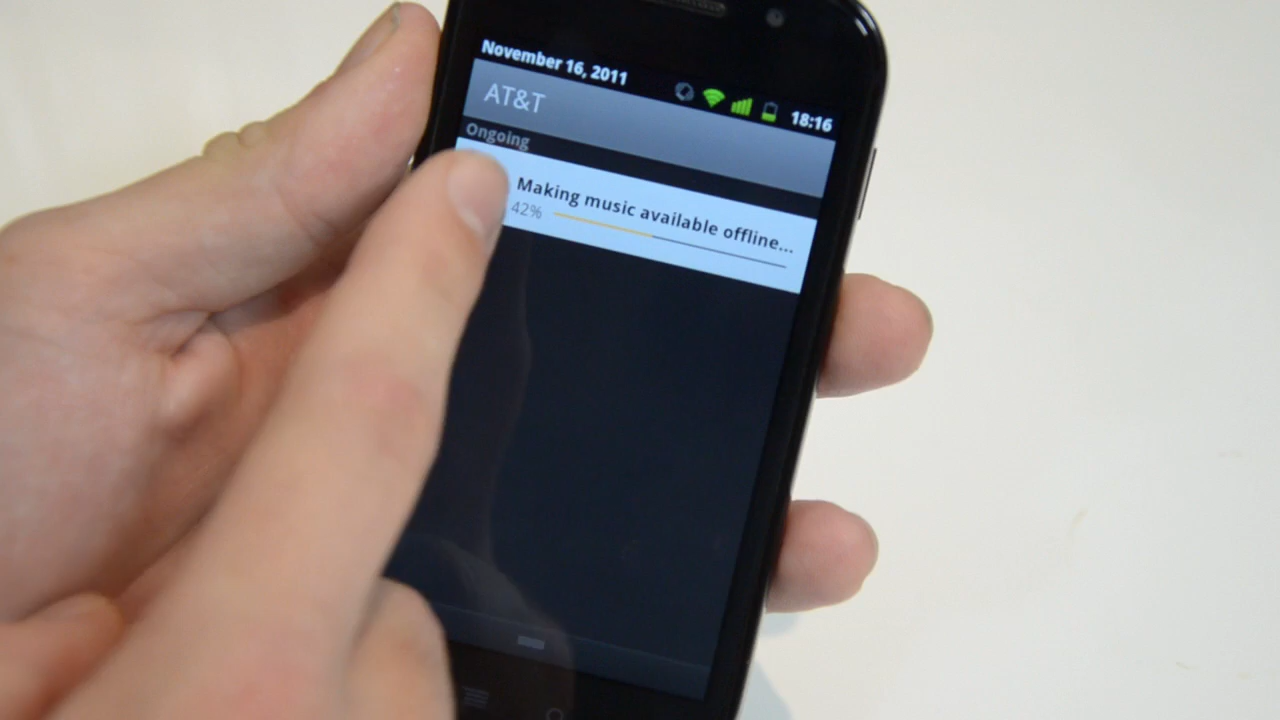 November 16, 2011 18:16
AT&T
Ongoing
Making music available offline...
42%